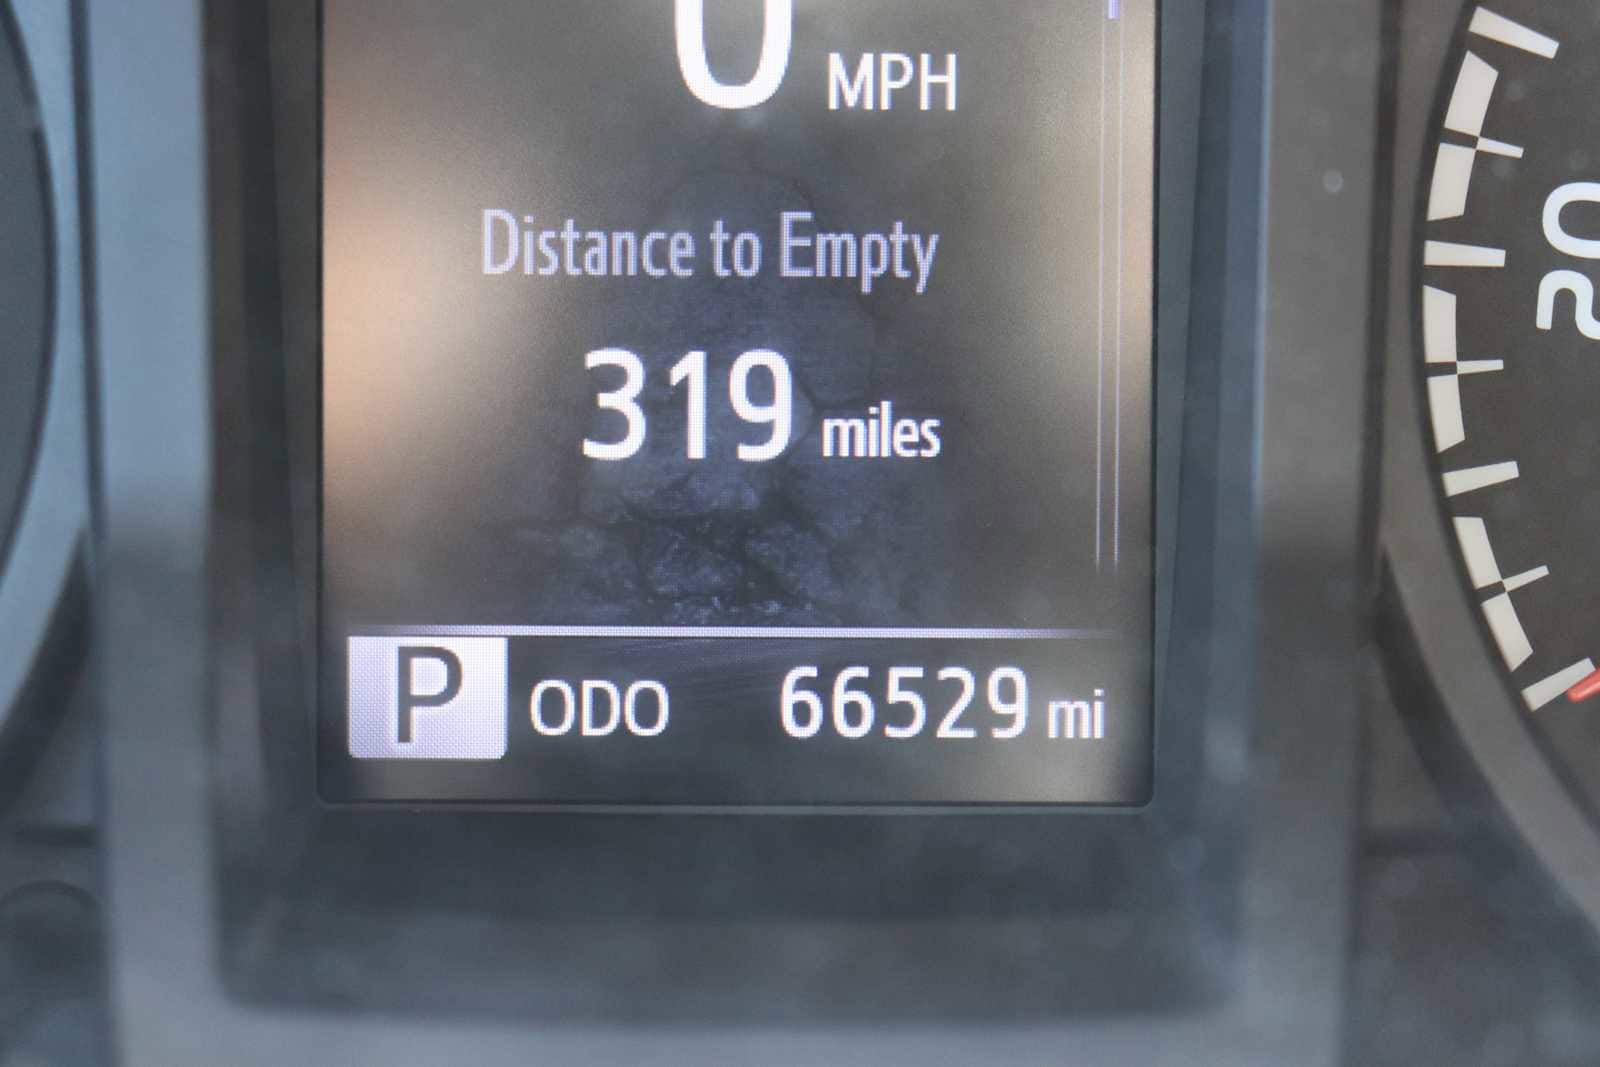 0 MPH
Distance to Empty
319 miles
P ODO 66529 mi
20